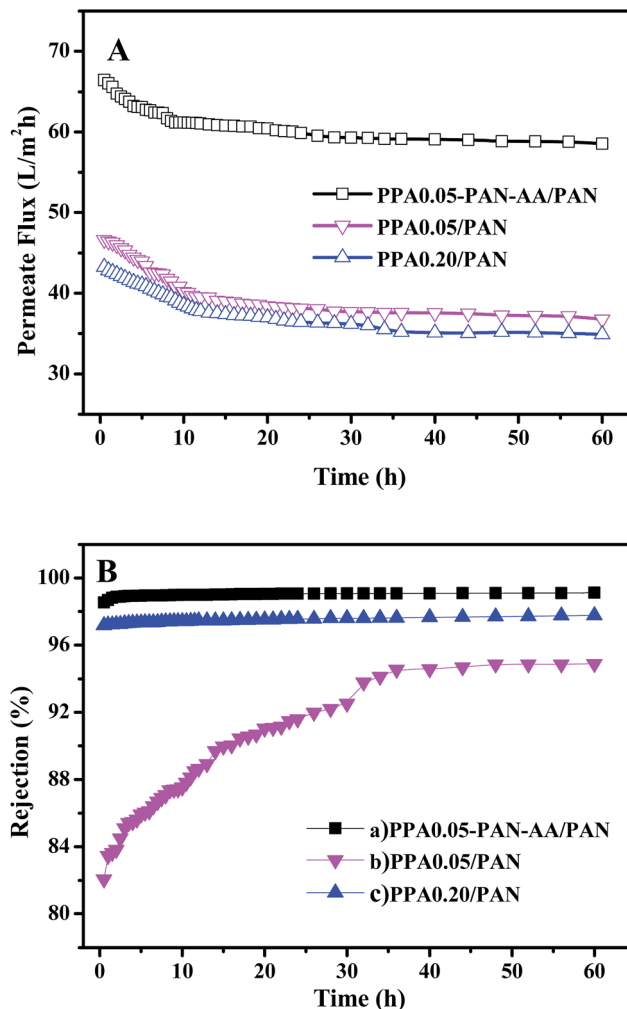 A
70
60
50
40
30
Permeate Flux (L/m²h)
PPA0.05-PAN-AA/PAN
PPA0.05/PAN
PPA0.20/PAN
0 10 20 30 40 50 60
Time (h)
B
100
96
92
88
84
80
Rejection (%)
a)PPA0.05-PAN-AA/PAN
b)PPA0.05/PAN
c)PPA0.20/PAN
0 10 20 30 40 50 60
Time (h)